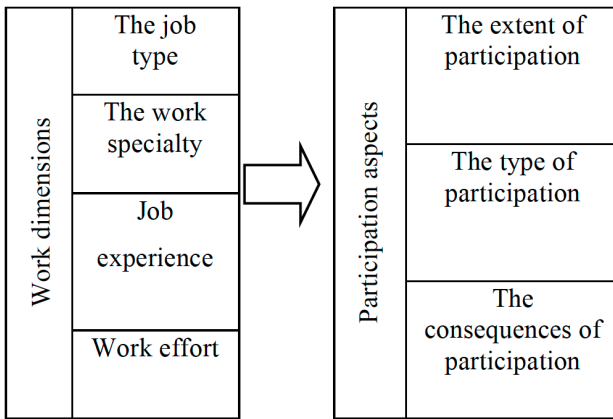 Work dimensions
The job
type
The work
specialty
Job
experience
Work effort
Participation aspects
The extent of
participation
The type of
participation
The
consequences of
participation